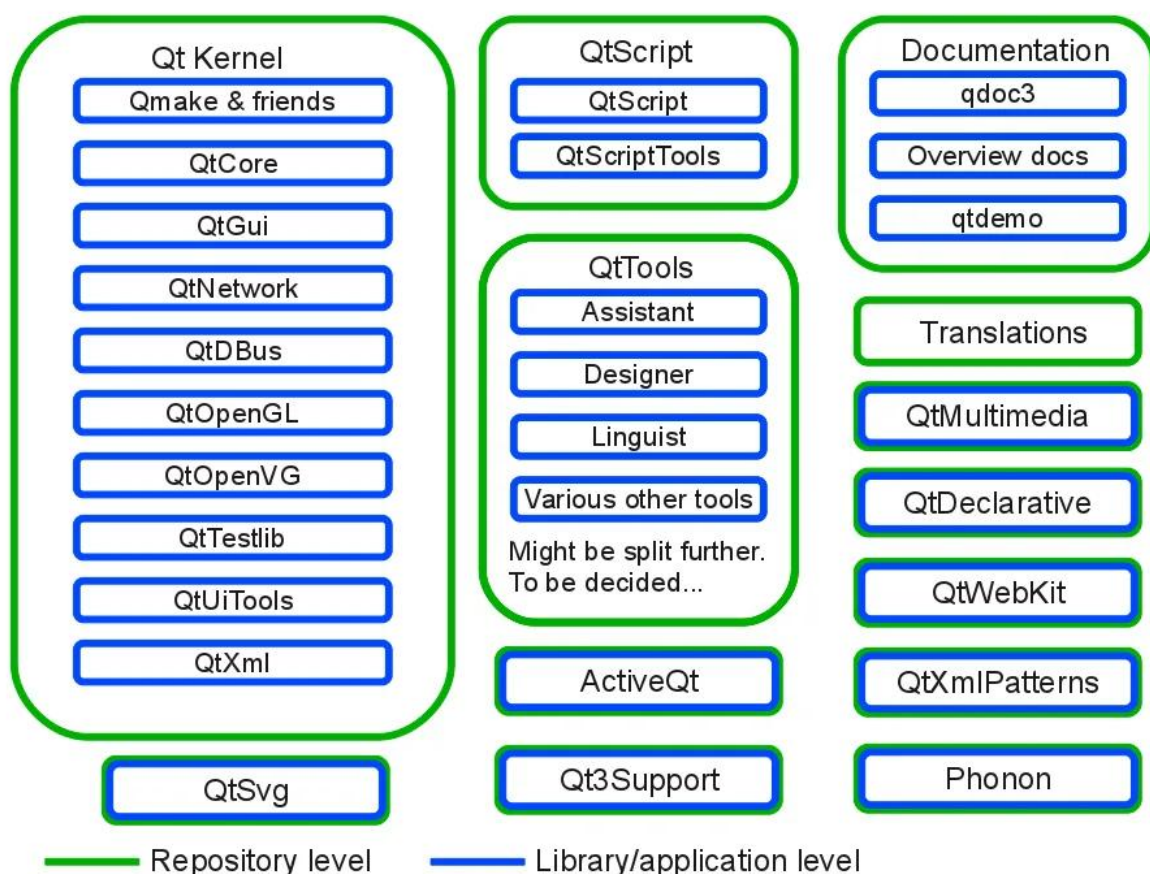 Qt Kernel
Qmake & friends
QtCore
QtGui
QtNetwork
QtDBus
QtOpenGL
QtOpenVG
QtTestlib
QtUiTools
QtXml
QtSvg
QtScript
QtScript
QtScriptTools
QtTools
Assistant
Designer
Linguist
Various other tools
Might be split further.
To be decided...
ActiveQt
Qt3Support
Documentation
qdoc3
Overview docs
qtdemo
Translations
QtMultimedia
QtDeclarative
QtWebKit
QtXmlPatterns
Phonon
Repository level
Library/application level